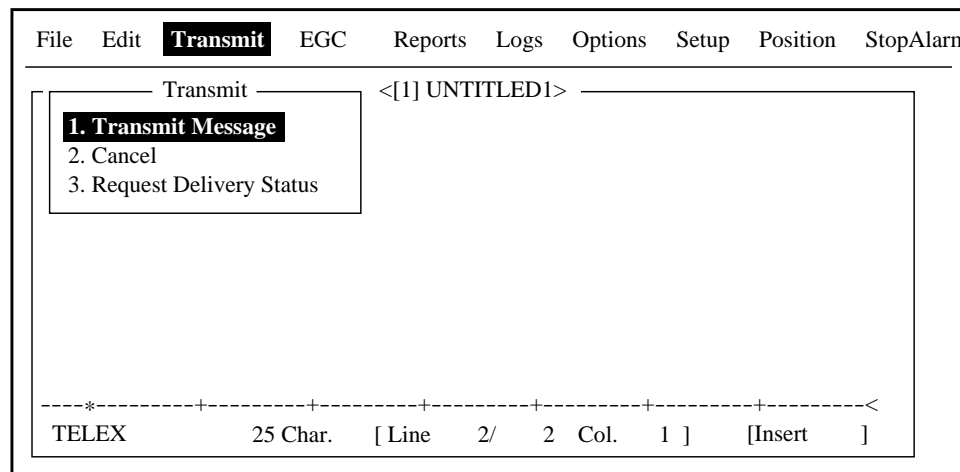 File Edit Transmit EGC Reports Logs Options Setup Position StopAlarm
Transmit <[1] UNTITLED1>
1. Transmit Message
2. Cancel
3. Request Delivery Status
----*---------+---------+---------+---------+---------+---------+---------<
TELEX 25 Char. [ Line 2/ 2 Col. 1 ] [Insert ]